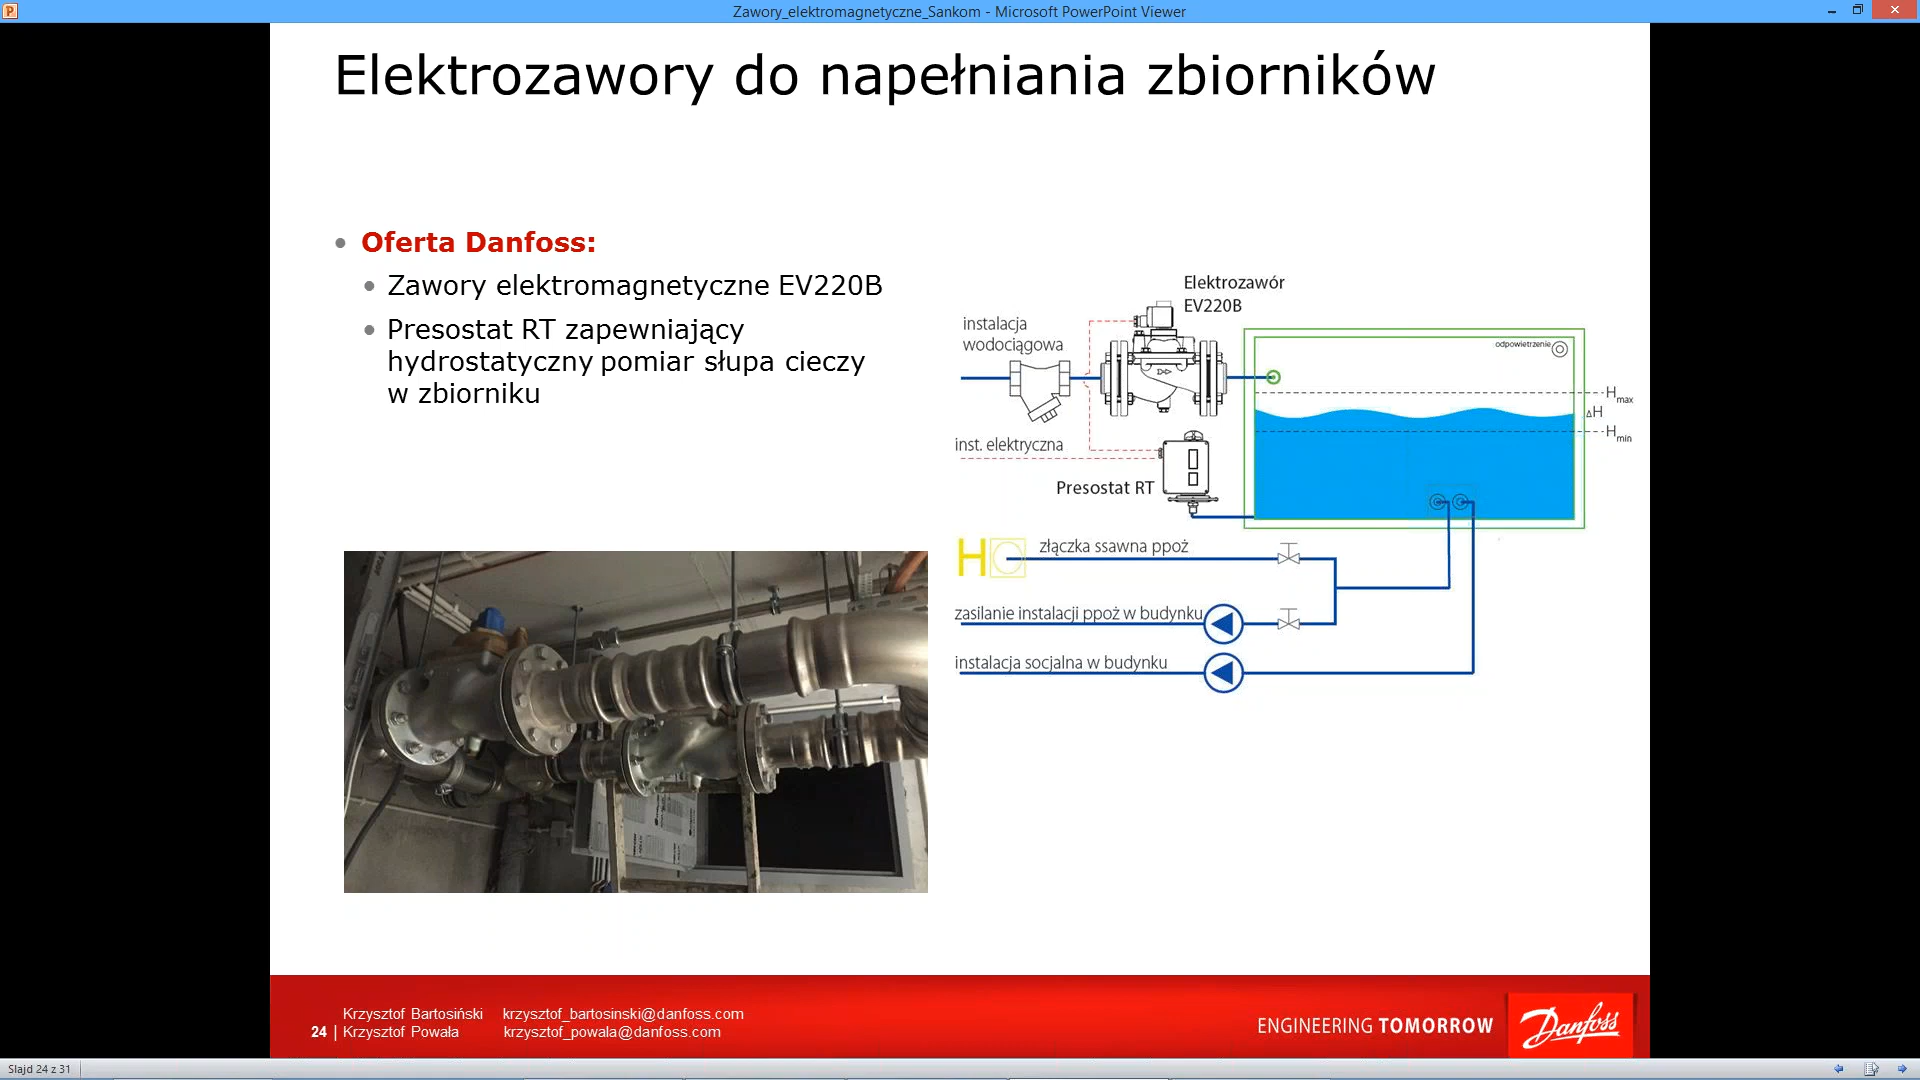 Zawory_elektromagnetyczne_Sankom - Microsoft PowerPoint Viewer
Elektrozawory do napełniania zbiorników
Oferta Danfoss:
Zawory elektromagnetyczne EV220B
Presostat RT zapewniający
hydrostatyczny pomiar słupa cieczy
w zbiorniku
Elektrozawór
EV220B
instalacja
wodociągowa
odpowietrzenie
Hmax
ΔH
Hmin
inst. elektryczna
Presostat RT
H
złączka ssawna ppoż
zasilanie instalacji ppoż w budynku
instalacja socjalna w budynku
Krzysztof Bartosiński krzysztof_bartosinski@danfoss.com
24 | Krzysztof Powała krzysztof_powala@danfoss.com
ENGINEERING TOMORROW
Danfoss
Slajd 24 z 31